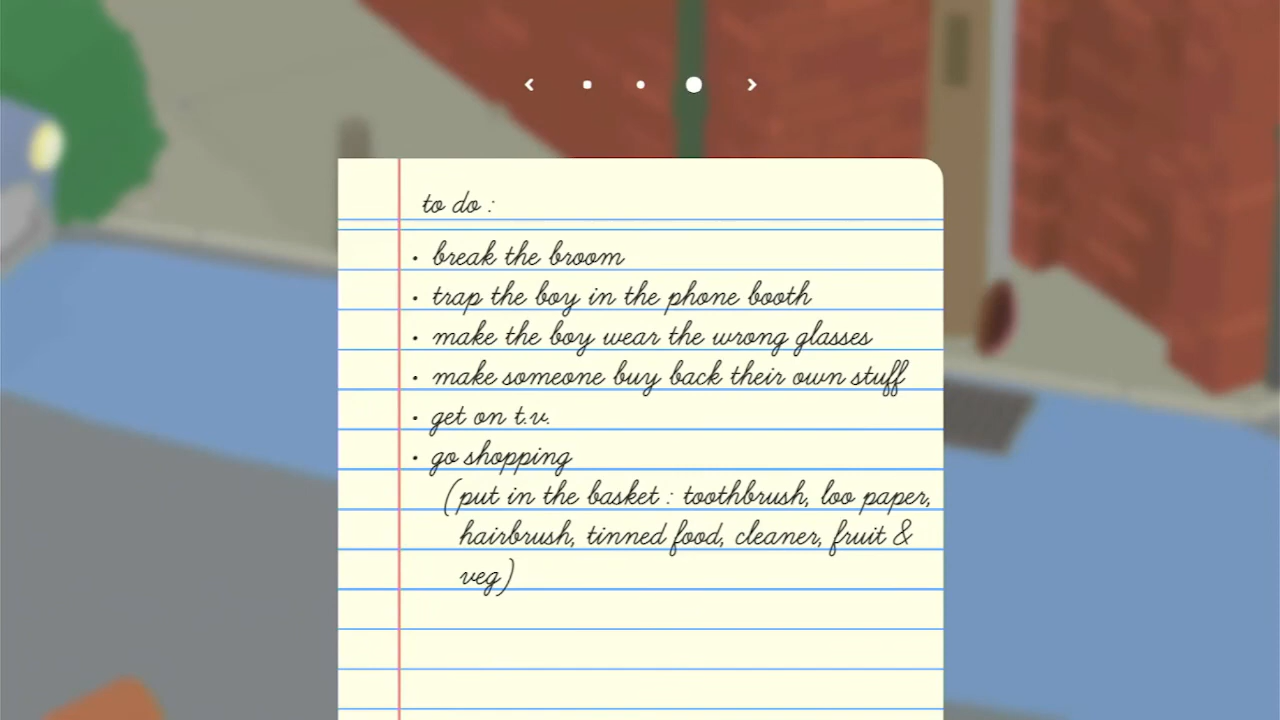 to do :
• break the broom
• trap the boy in the phone booth
• make the boy wear the wrong glasses
• make someone buy back their own stuff
• get on t.v.
• go shopping
(put in the basket : toothbrush, loo paper,
hairbrush, tinned food, cleaner, fruit &
veg)